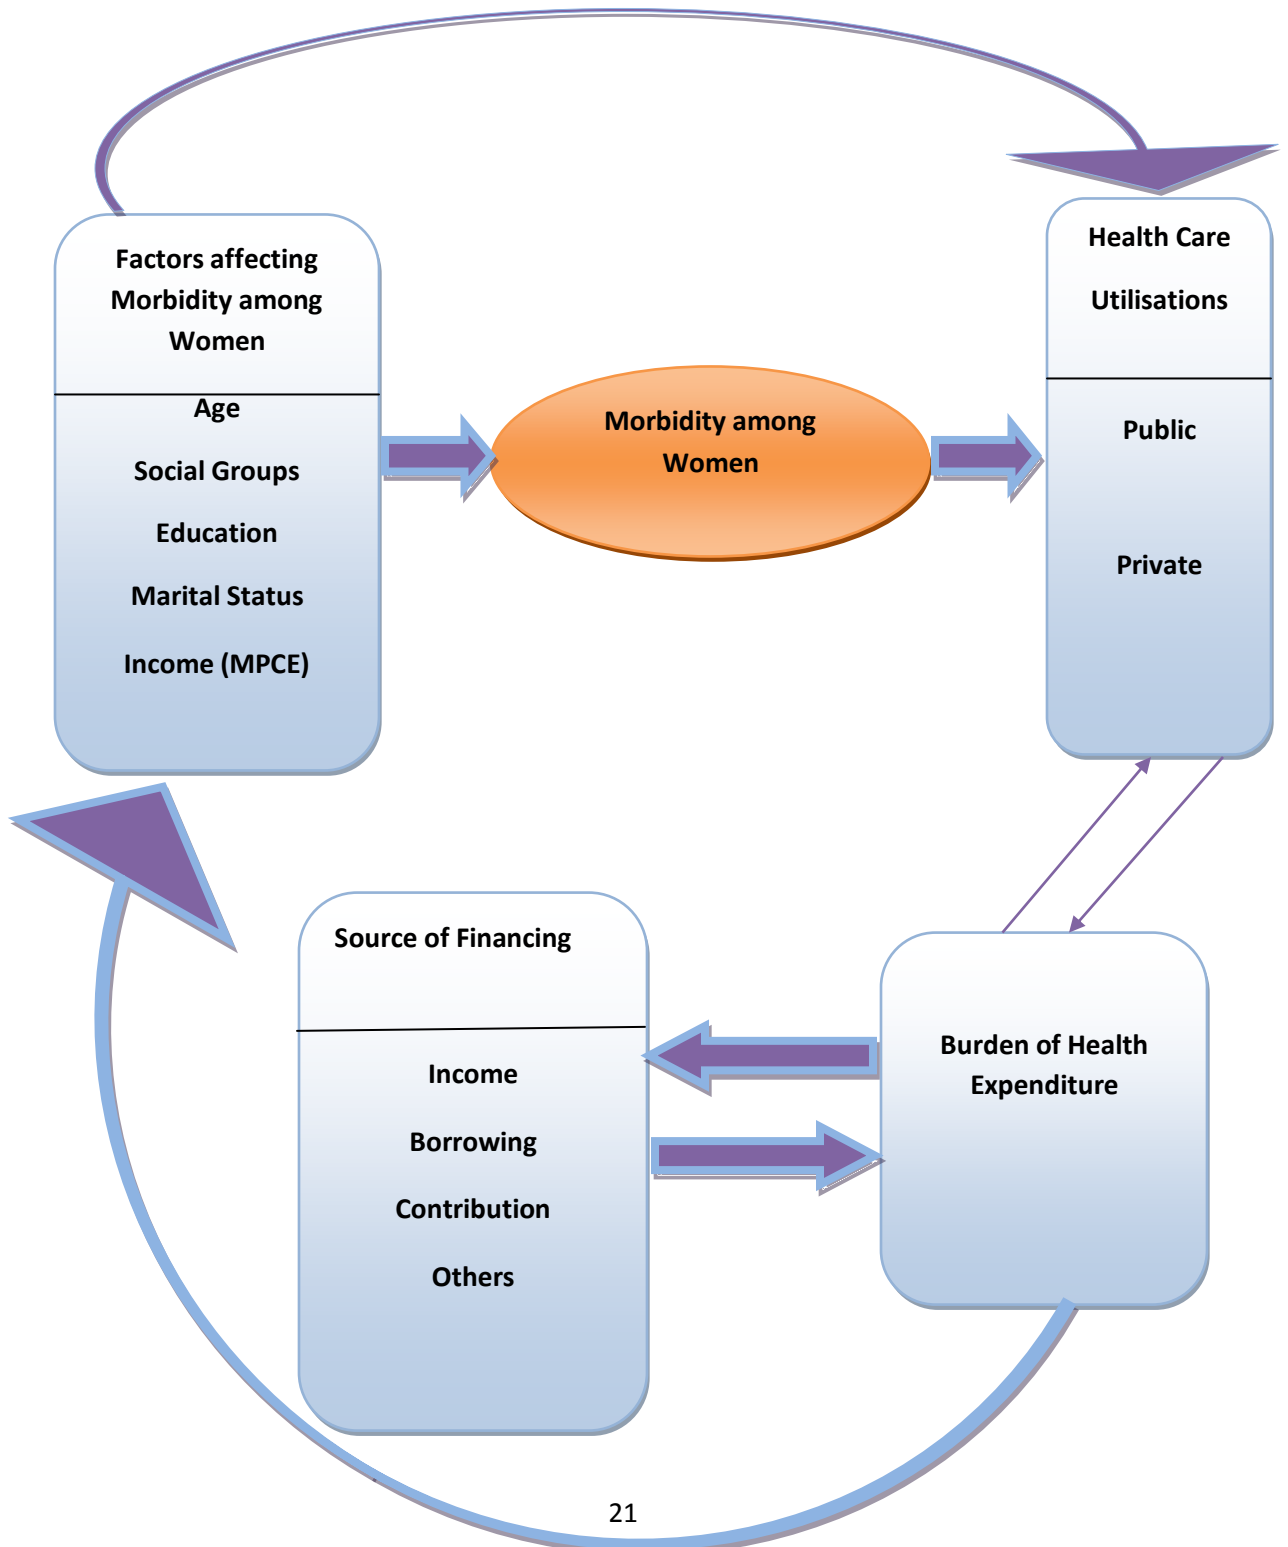 Factors affecting
Morbidity among
Women
Age
Social Groups
Education
Marital Status
Income (MPCE)
Morbidity among
Women
Health Care
Utilisations
Public
Private
Source of Financing
Income
Borrowing
Contribution
Others
Burden of Health
Expenditure
21